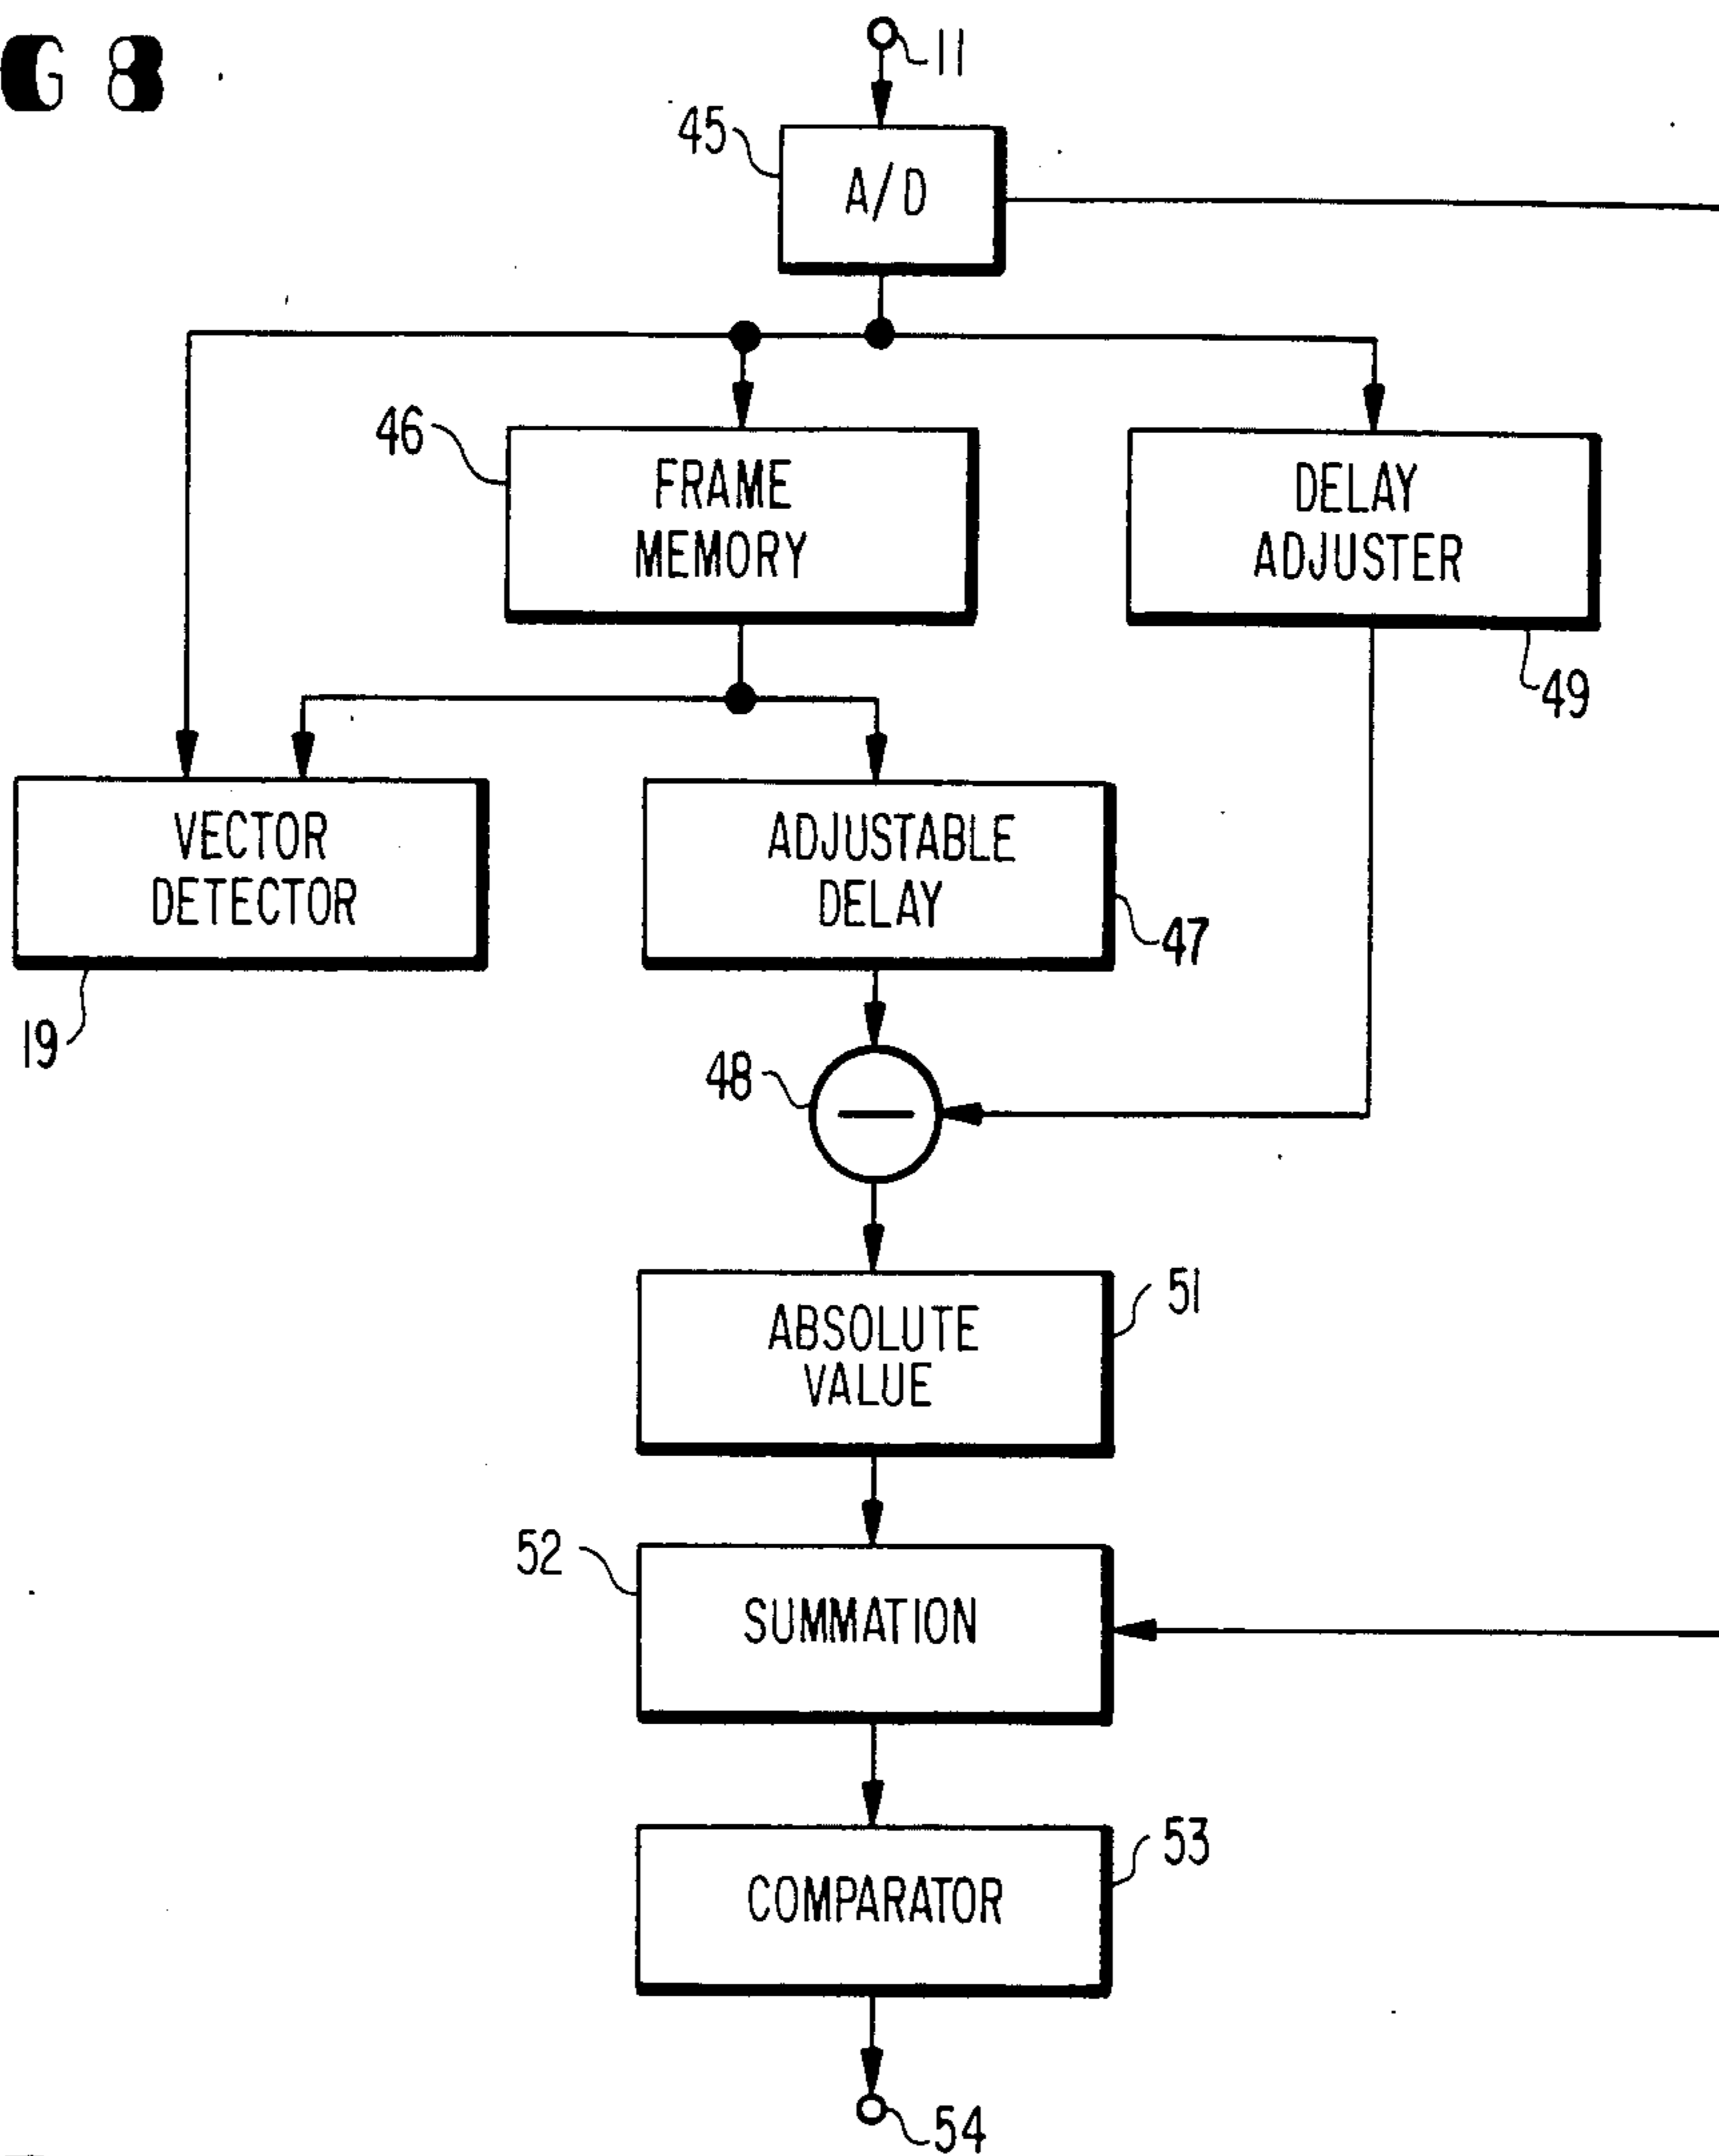 G 8
11
45
A/D
46
FRAME
MEMORY
DELAY
ADJUSTER
49
VECTOR
DETECTOR
19
ADJUSTABLE
DELAY
47
48
51
ABSOLUTE
VALUE
52
SUMMATION
53
COMPARATOR
54